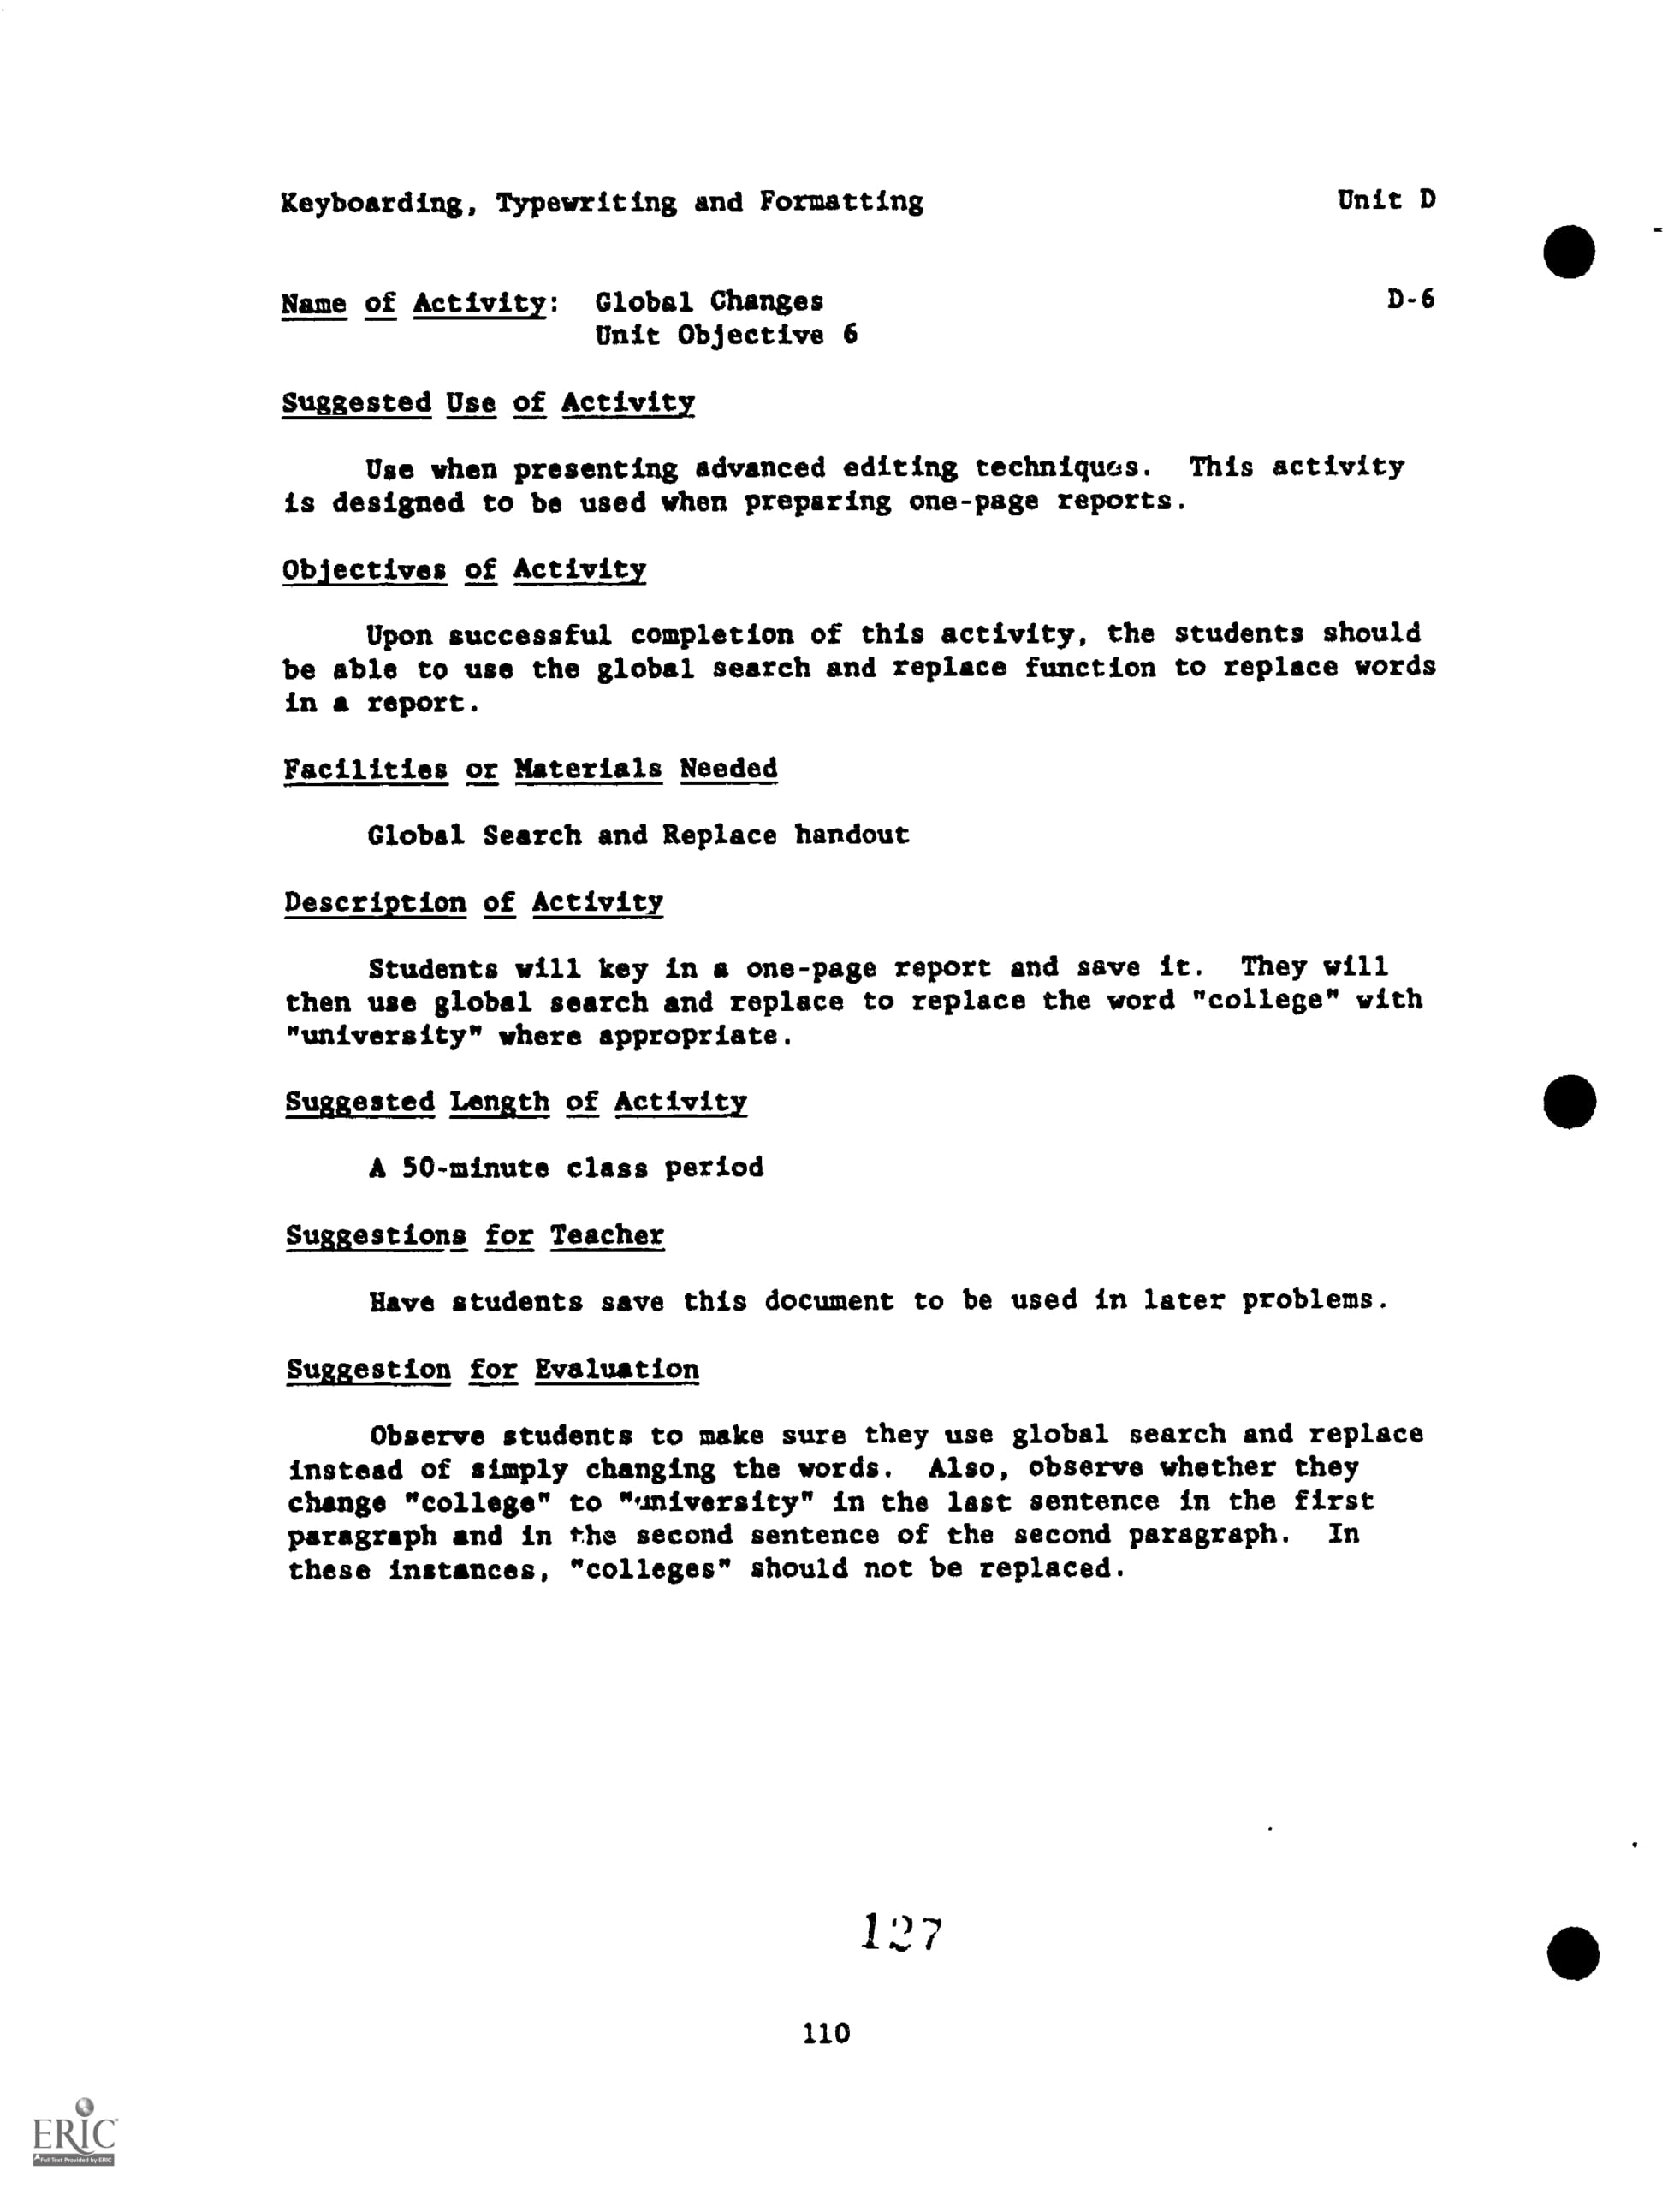 Keyboarding, Typewriting and Formatting Unit D
Name of Activity: Global Changes D-6
Unit Objective 6
Suggested Use of Activity
Use when presenting advanced editing techniques. This activity
is designed to be used when preparing one-page reports.
Objectives of Activity
Upon successful completion of this activity, the students should
be able to use the global search and replace function to replace words
in a report.
Facilities or Materials Needed
Global Search and Replace handout
Description of Activity
Students will key in a one-page report and save it. They will
then use global search and replace to replace the word "college" with
"university" where appropriate.
Suggested Length of Activity
A 50-minute class period
Suggestions for Teacher
Have students save this document to be used in later problems.
Suggestion for Evaluation
Observe students to make sure they use global search and replace
instead of simply changing the words. Also, observe whether they
change "college" to "university" in the last sentence in the first
paragraph and in the second sentence of the second paragraph. In
these instances, "colleges" should not be replaced.
127
110
ERIC
Full Text Provided by ERIC